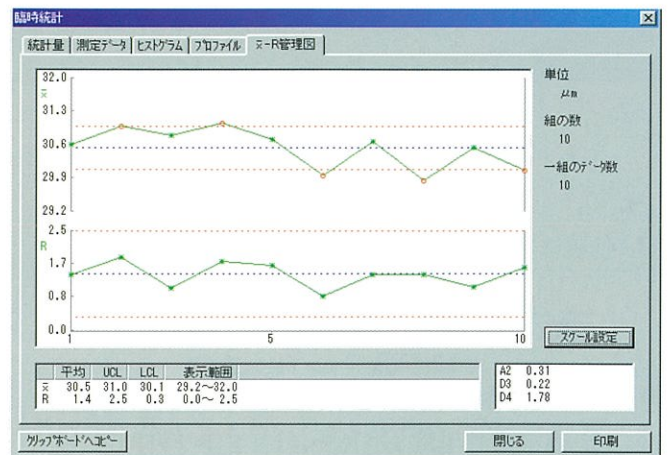 臨時統計
統計量 測定データ ヒストグラム プロファイル x̄-R管理図
32.0
x̄
31.3
30.6
29.8
29.2
2.5
R
1.7
0.8
0.0
1 5 10
単位
μm
組の数
10
一組のデータ数
10
スケール設定
平均 UCL LCL 表示範囲
x̄ 30.5 31.0 30.1 29.2～32.0
R 1.4 2.5 0.3 0.0～ 2.5
A2 0.31
D3 0.22
D4 1.78
クリップボードへコピー 閉じる 印刷